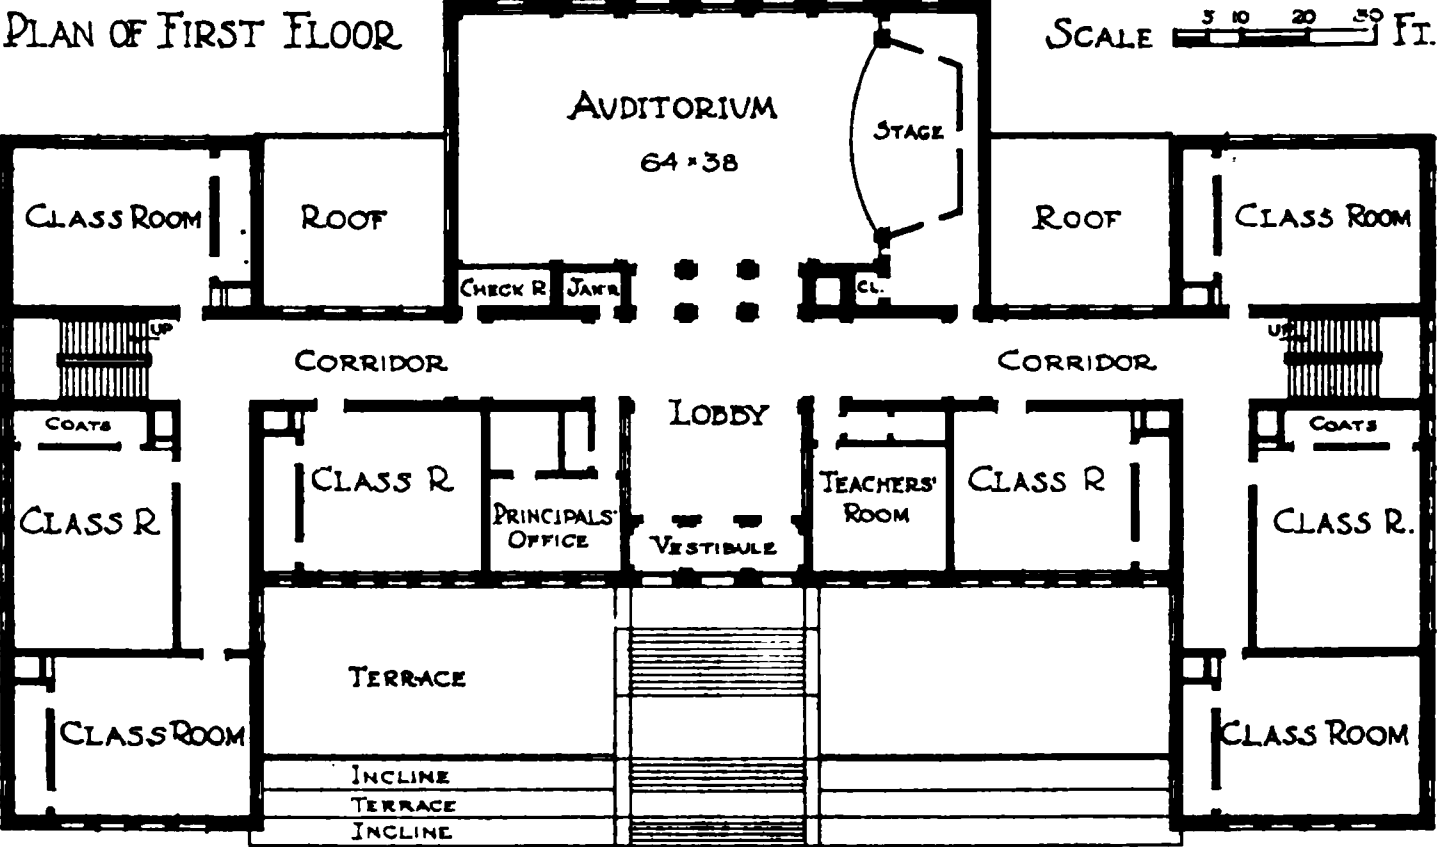 PLAN OF FIRST FLOOR
SCALE 5 10 20 30 FT.
AUDITORIUM
64 × 38
STAGE
CLASS ROOM
ROOF
ROOF
CLASS ROOM
CHECK R
JAN'R
CL.
UP
UP
CORRIDOR
CORRIDOR
LOBBY
COATS
COATS
CLASS R
CLASS R
TEACHERS'
ROOM
PRINCIPALS'
OFFICE
CLASS R
CLASS R.
VESTIBULE
TERRACE
CLASS ROOM
CLASS ROOM
INCLINE
TERRACE
INCLINE